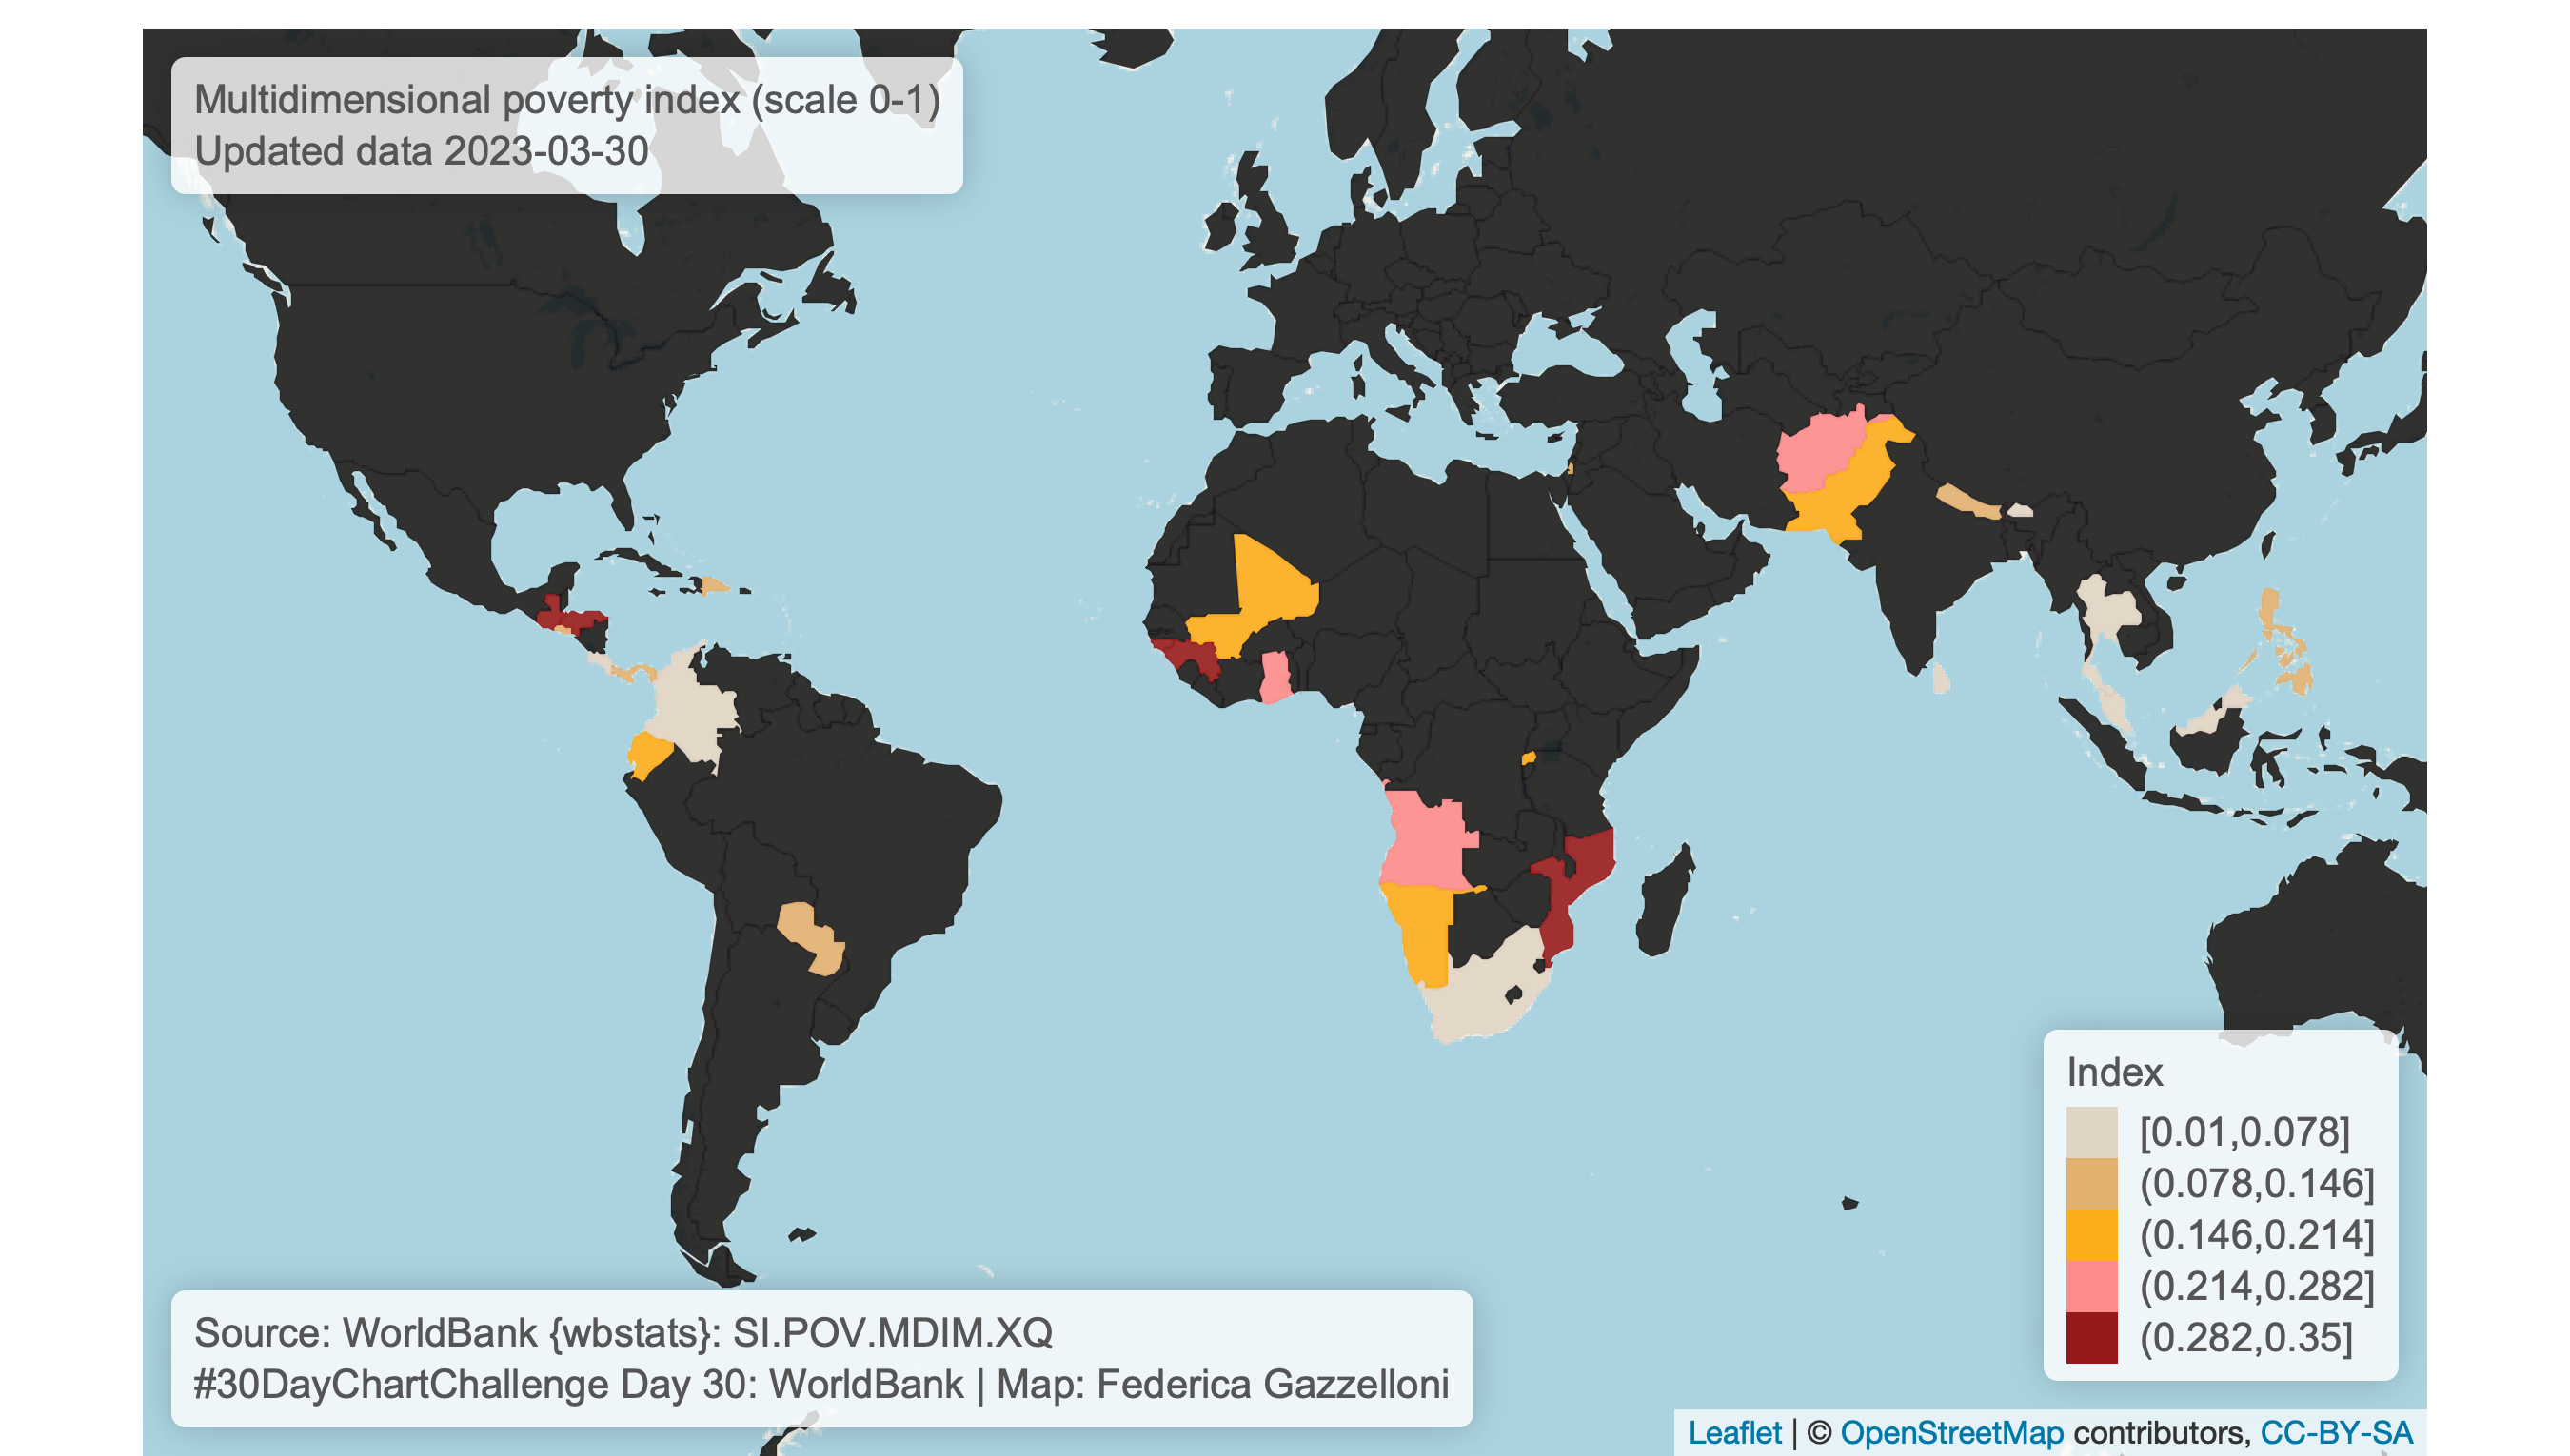 Multidimensional poverty index (scale 0-1)
Updated data 2023-03-30
Index
[0.01,0.078]
(0.078,0.146]
(0.146,0.214]
(0.214,0.282]
(0.282,0.35]
Source: WorldBank {wbstats}: SI.POV.MDIM.XQ
#30DayChartChallenge Day 30: WorldBank | Map: Federica Gazzelloni
Leaflet | © OpenStreetMap contributors, CC-BY-SA